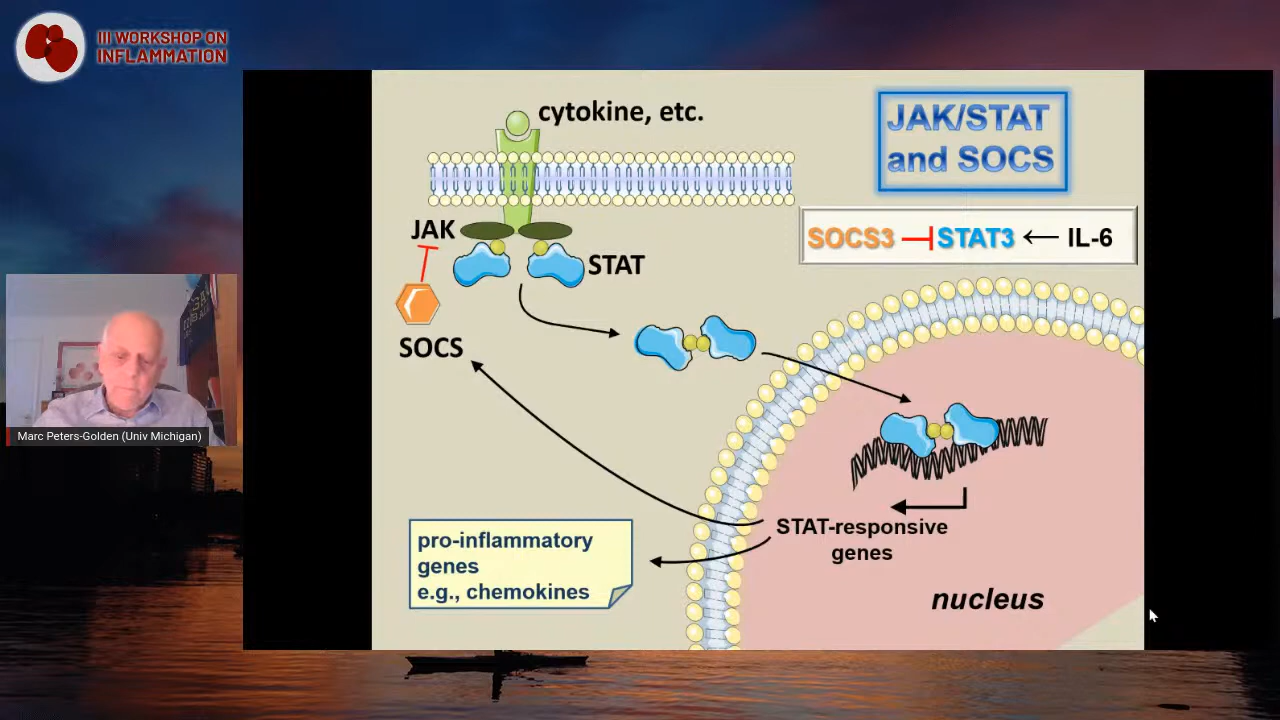 III WORKSHOP ON
INFLAMMATION
cytokine, etc.
JAK/STAT
and SOCS
JAK
STAT
SOCS3
STAT3
IL-6
SOCS
Marc Peters-Golden (Univ Michigan)
STAT-responsive
genes
pro-inflammatory
genes
e.g., chemokines
nucleus